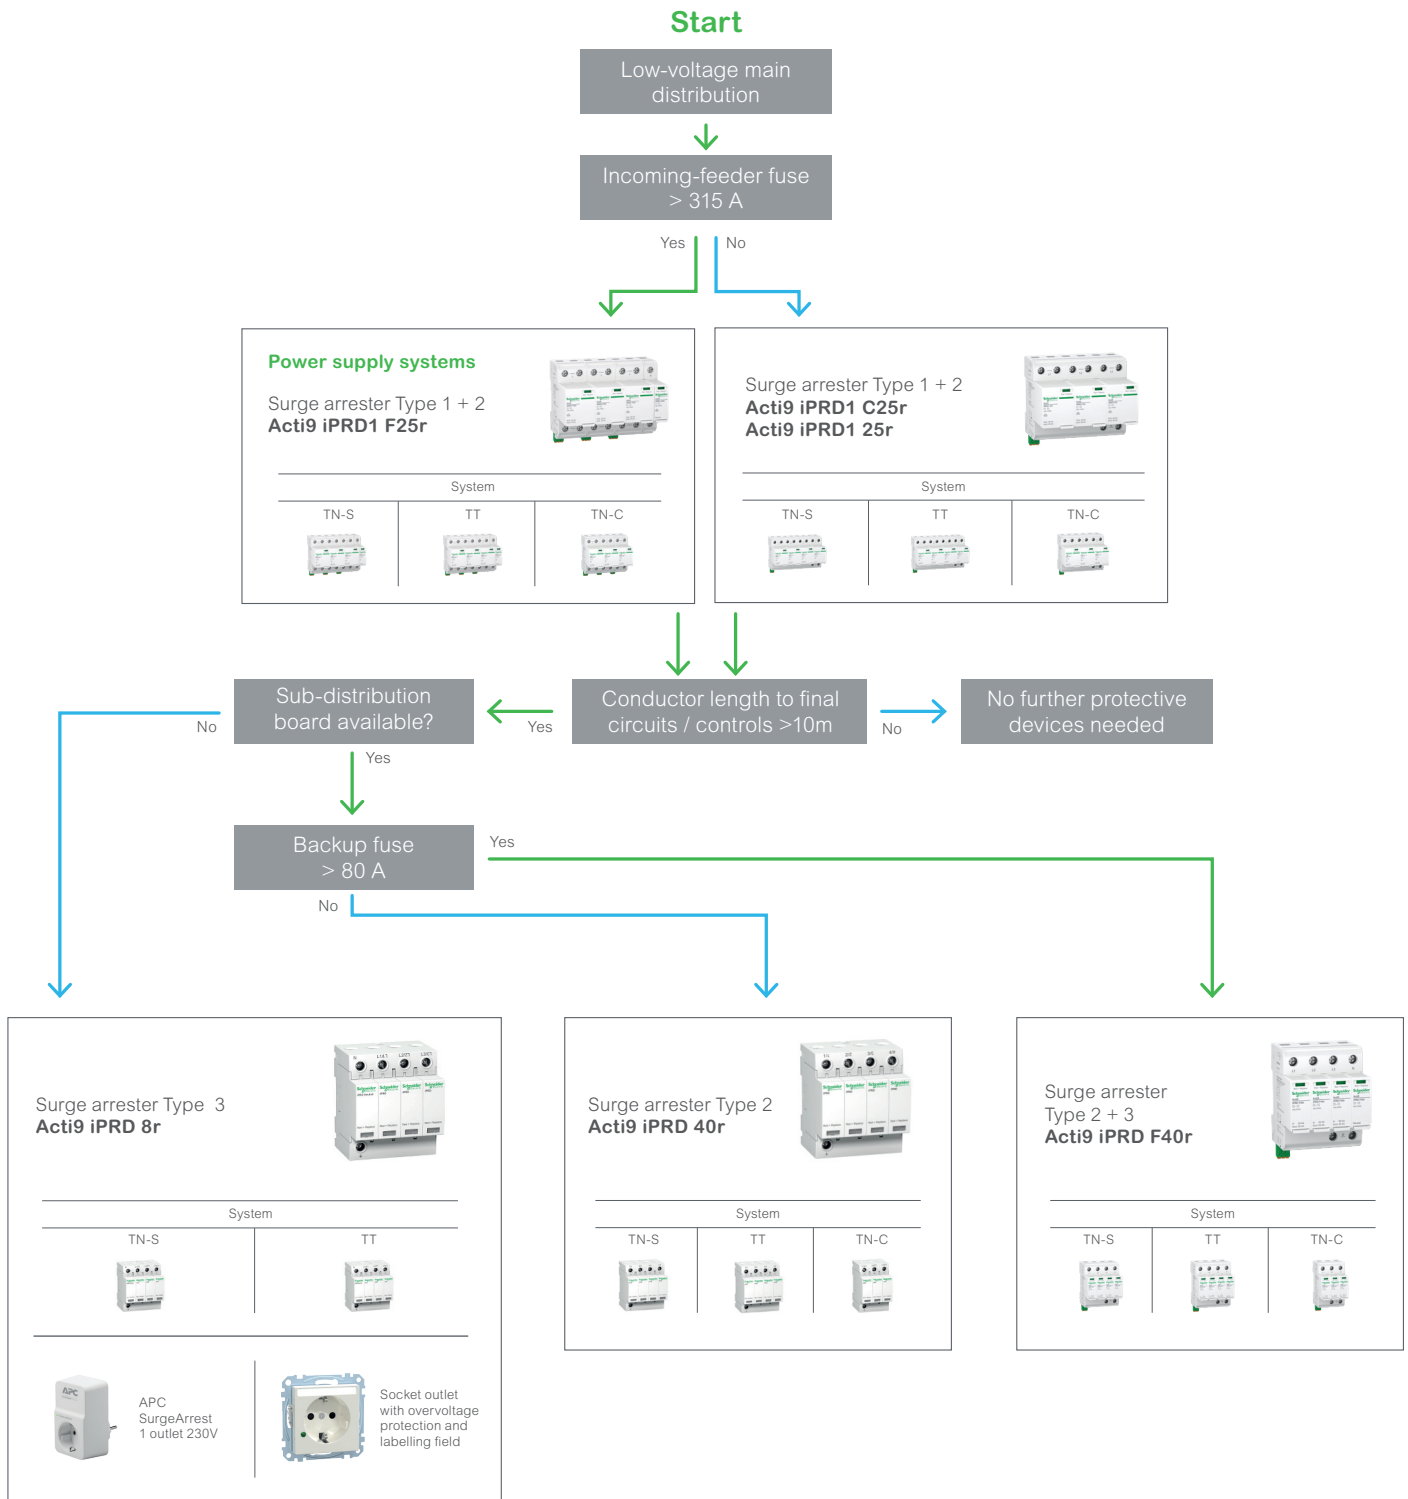 Start
Low-voltage main
distribution
Incoming-feeder fuse
> 315 A
Yes
No
Power supply systems
Surge arrester Type 1 + 2
Acti9 iPRD1 F25r
System
TN-S
TT
TN-C
Surge arrester Type 1 + 2
Acti9 iPRD1 C25r
Acti9 iPRD1 25r
System
TN-S
TT
TN-C
Sub-distribution
board available?
No
Yes
Conductor length to final
circuits / controls >10m
No
No further protective
devices needed
Yes
Backup fuse
> 80 A
Yes
No
Surge arrester Type 3
Acti9 iPRD 8r
System
TN-S
TT
APC
APC
SurgeArrest
1 outlet 230V
Socket outlet
with overvoltage
protection and
labelling field
Surge arrester Type 2
Acti9 iPRD 40r
System
TN-S
TT
TN-C
Surge arrester
Type 2 + 3
Acti9 iPRD F40r
System
TN-S
TT
TN-C